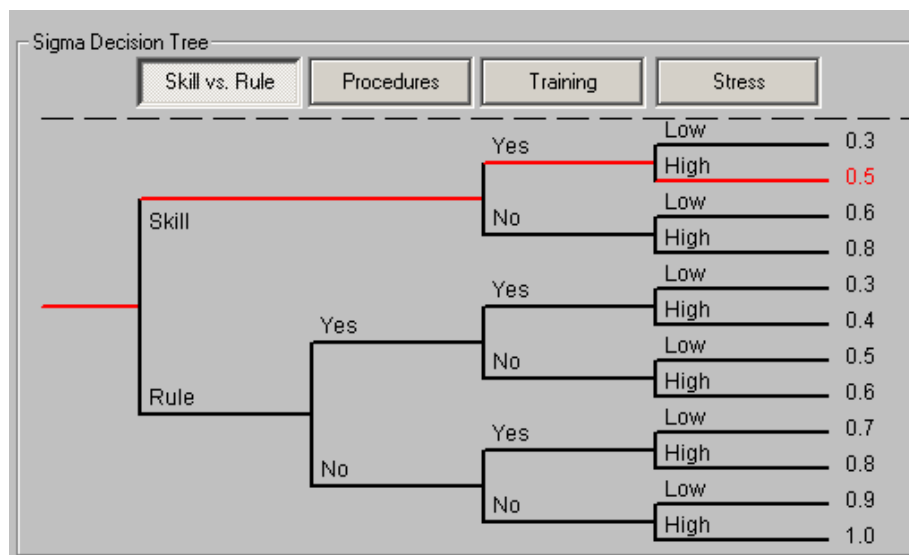 Sigma Decision Tree
Skill vs. Rule Procedures Training Stress
Low 0.3
Yes
High 0.5
Low 0.6
Skill No
High 0.8
Low 0.3
Yes
High 0.4
Yes
Low 0.5
No
High 0.6
Rule
Low 0.7
Yes
High 0.8
No
Low 0.9
No
High 1.0